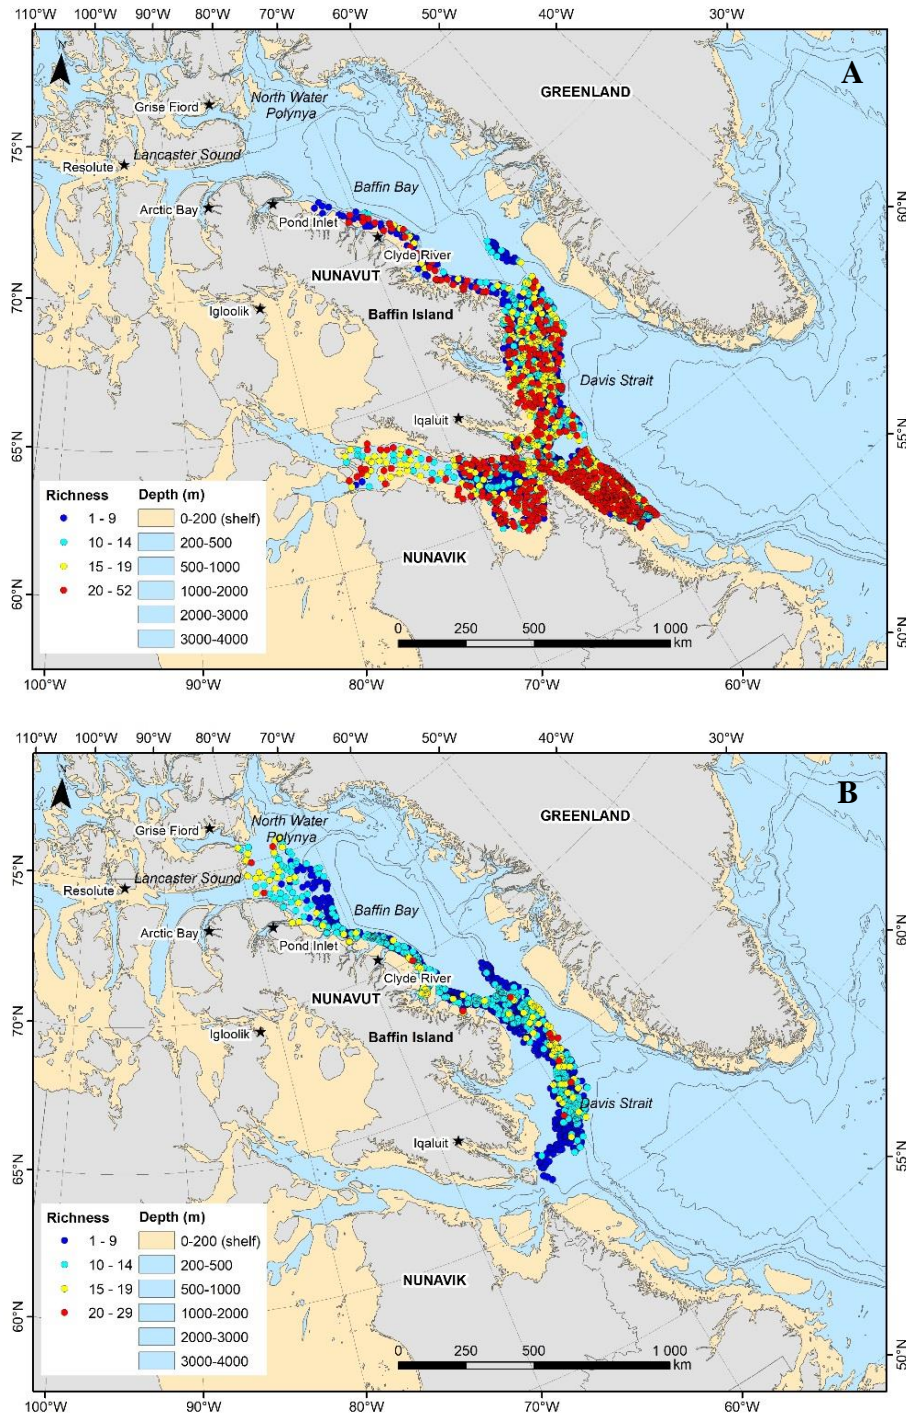 110°W 100°W 90°W 80°W 70°W 60°W 50°W 40°W 30°W
N
A
North Water
Polynya
GREENLAND
Grise Fiord
75°N
Lancaster Sound
Resolute
Baffin Bay
60°N
Arctic Bay
Pond Inlet
Clyde River
NUNAVUT
70°N
Igloolik
Baffin Island
Davis Strait
Iqaluit
55°N
65°N
Richness Depth (m)
1 - 9 0-200 (shelf)
10 - 14 200-500
15 - 19 500-1000
20 - 52 1000-2000
2000-3000
3000-4000
NUNAVIK
60°N
0 250 500 1 000
km
50°N
100°W 90°W 80°W 70°W 60°W
110°W 100°W 90°W 80°W 70°W 60°W 50°W 40°W 30°W
B
North Water
Polynya
GREENLAND
Grise Fiord
75°N
Lancaster Sound
Resolute
Baffin Bay
60°N
Arctic Bay
Pond Inlet
Clyde River
NUNAVUT
70°N
Igloolik
Baffin Island
Davis Strait
Iqaluit
55°N
65°N
Richness Depth (m)
1 - 9 0-200 (shelf)
10 - 14 200-500
15 - 19 500-1000
20 - 29 1000-2000
2000-3000
3000-4000
NUNAVIK
60°N
0 250 500 1 000
km
50°N
100°W 90°W 80°W 70°W 60°W